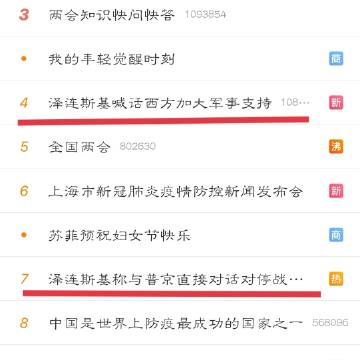 3 两会知识快问快答 1093854
• 我的年轻觉醒时刻 商
4 泽连斯基喊话西方加大军事支持 108… 新
5 全国两会 802630 沸
6 上海市新冠肺炎疫情防控新闻发布会 新
• 苏菲预祝妇女节快乐 商
7 泽连斯基称与普京直接对话对停战… 热
8 中国是世界上防疫最成功的国家之一 568096